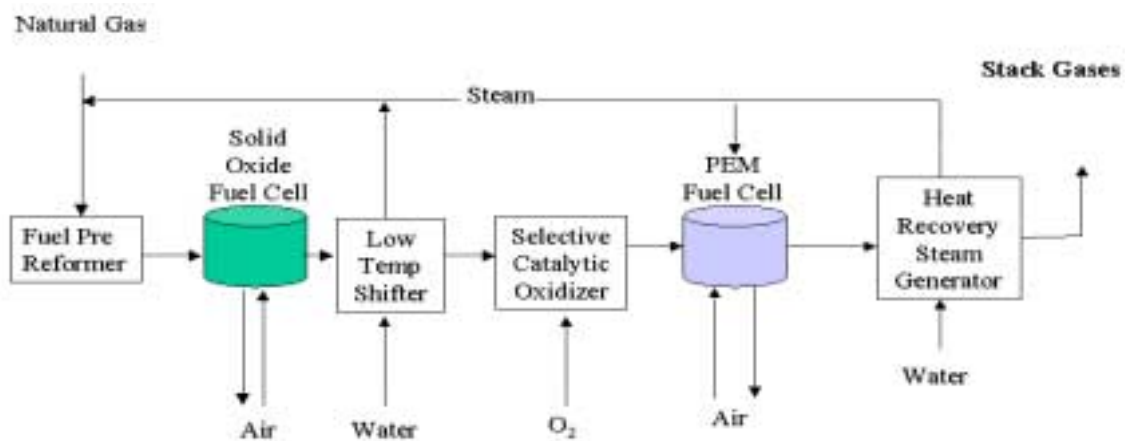 Natural Gas
Stack Gases
Steam
Solid
Oxide
Fuel Cell
PEM
Fuel Cell
Fuel Pre
Reformer
Low
Temp
Shifter
Selective
Catalytic
Oxidizer
Heat
Recovery
Steam
Generator
Air
Water
O₂
Air
Water